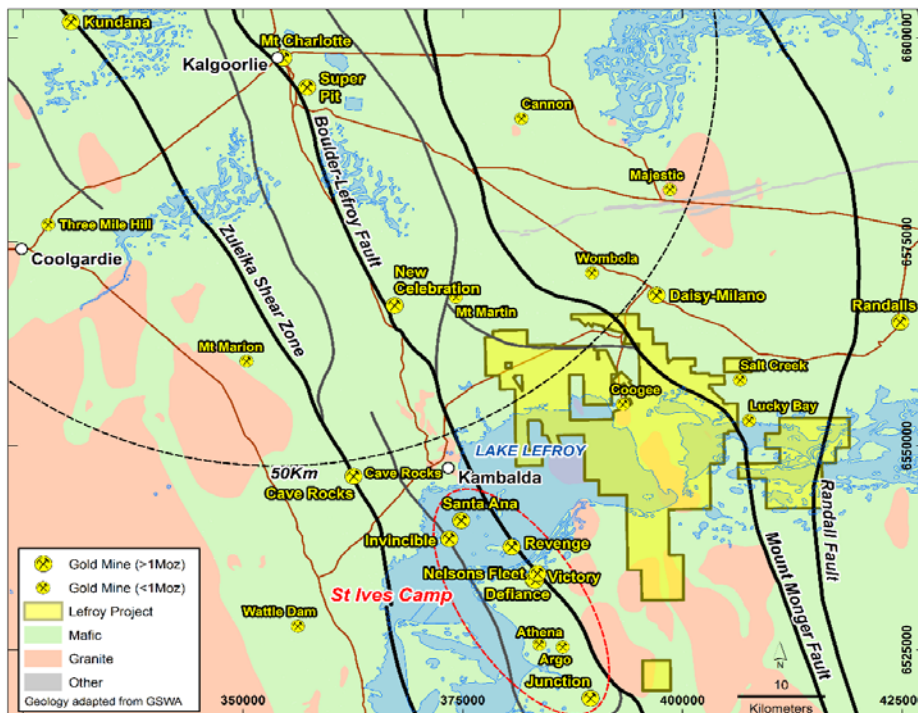 Kundana
Mt Charlotte
Kalgoorlie
Super
Pit
Cannon
6600000
Boulder-Lefroy Fault
Majestic
Three Mile Hill
Coolgardie
Zuleika Shear Zone
Wombola
6575000
New
Celebration
Mt Martin
Daisy-Milano
Randalls
Mt Marion
Salt Creek
Coogee
Lucky Bay
LAKE LEFROY
6550000
50Km
Cave Rocks
Cave Rocks
Kambalda
Santa Ana
Invincible
Revenge
Randall Fault
Mount Monger Fault
Nelsons Fleet
Victory
Defiance
St Ives Camp
Wattle Dam
Athena
Argo
Junction
6525000
Gold Mine (>1Moz)
Gold Mine (<1Moz)
Lefroy Project
Mafic
Granite
Other
Geology adapted from GSWA
N
10
Kilometers
350000
375000
400000
425000